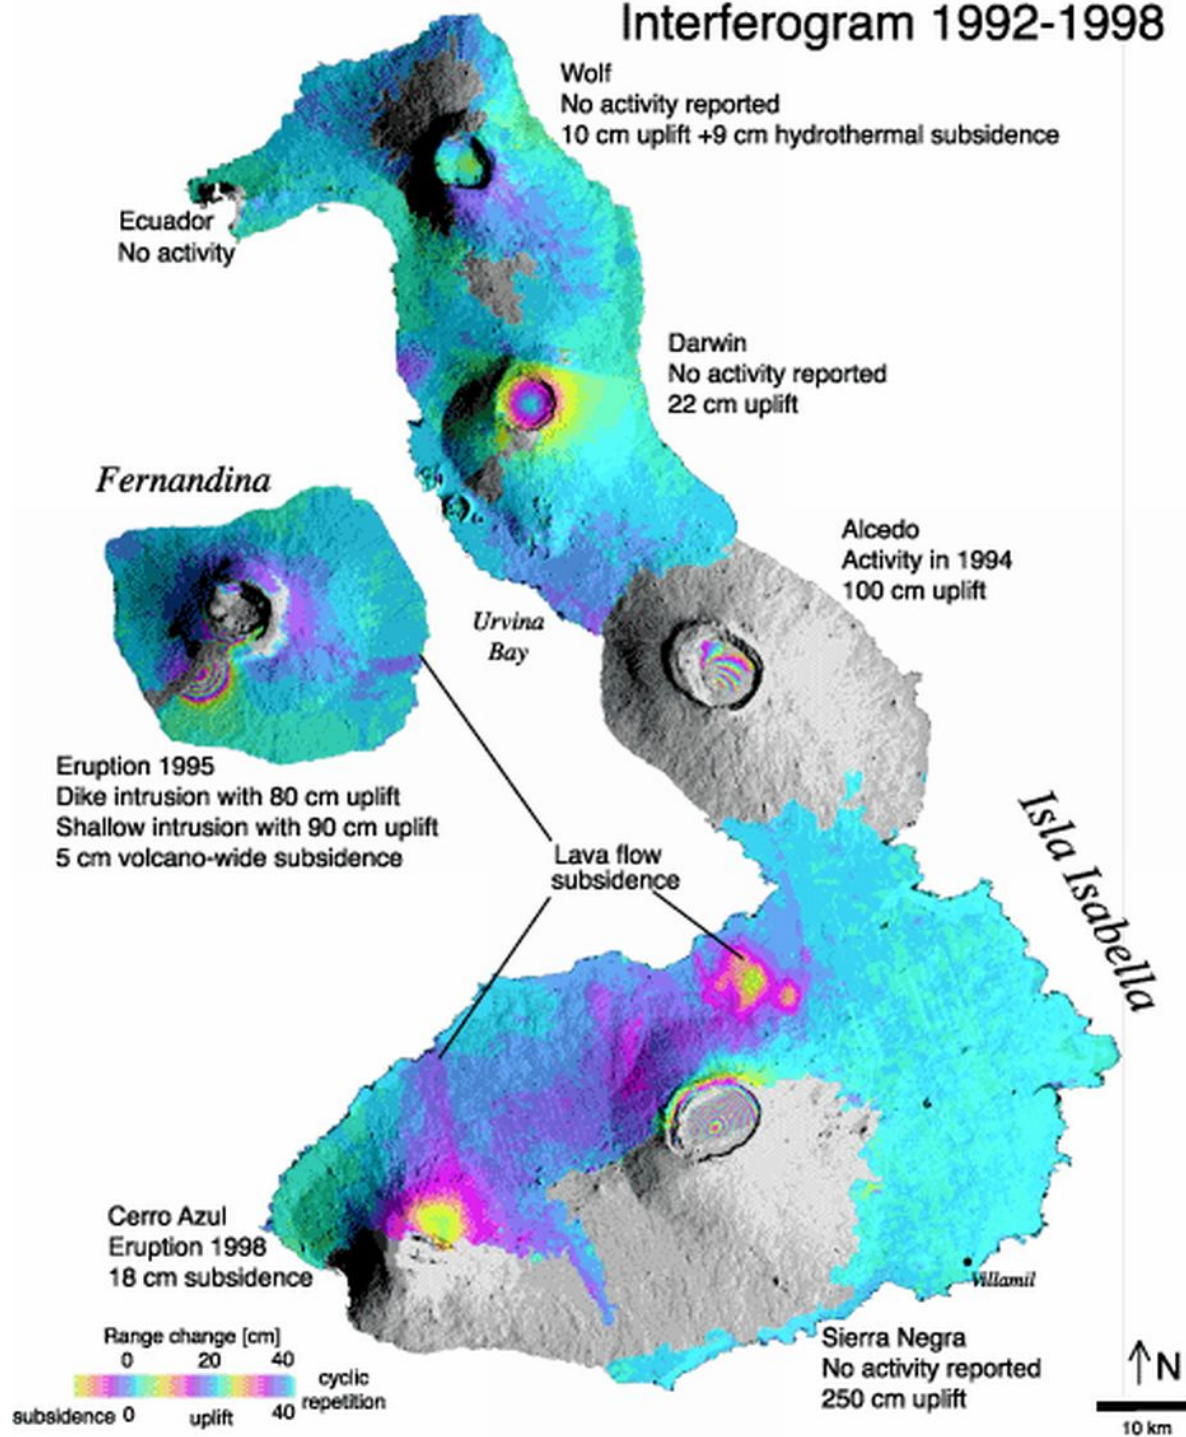 Interferogram 1992-1998
Wolf
No activity reported
10 cm uplift +9 cm hydrothermal subsidence
Ecuador
No activity
Darwin
No activity reported
22 cm uplift
Fernandina
Alcedo
Activity in 1994
100 cm uplift
Urvina
Bay
Eruption 1995
Dike intrusion with 80 cm uplift
Shallow intrusion with 90 cm uplift
5 cm volcano-wide subsidence
Isla Isabella
Lava flow
subsidence
Cerro Azul
Eruption 1998
18 cm subsidence
Villamil
Sierra Negra
No activity reported
250 cm uplift
Range change [cm]
0 20 40
cyclic
repetition
subsidence 0 uplift 40
N
10 km